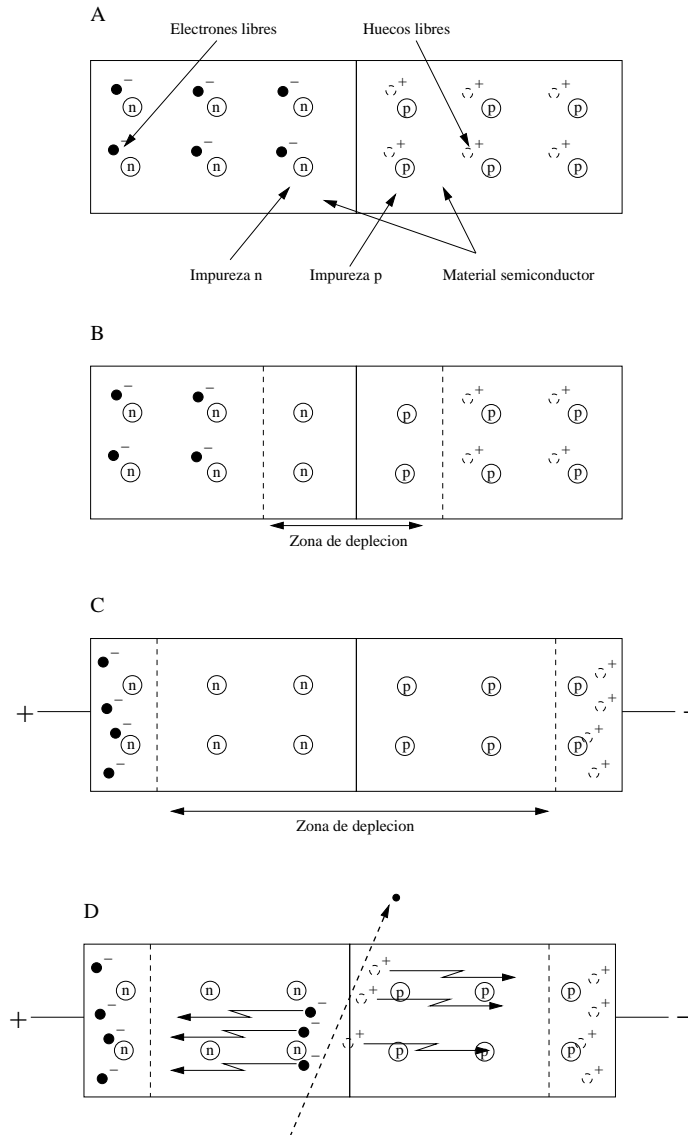 A
Electrones libres Huecos libres
− − − + + +
n n n p p p
− − − + + +
n n n p p p
Impureza n Impureza p Material semiconductor
B
− − + +
n n n p p p
− − + +
n n n p p p
Zona de deplecion
C
− +
n n n p p p
+ − + −
− +
n n n p p p
− +
Zona de deplecion
D
− + +
n n n + p p p
+ − − + −
− − + +
n n n p p p
− − +